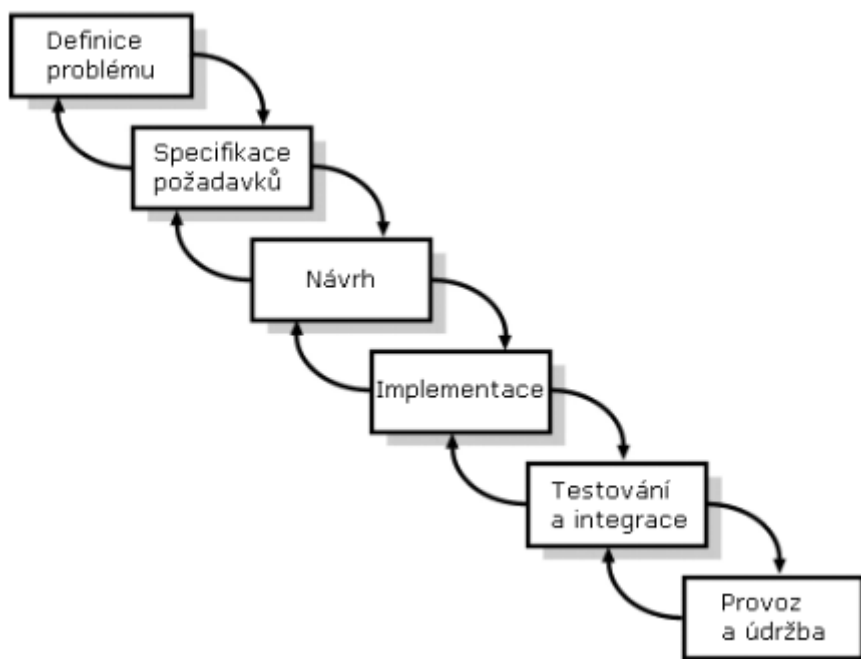 Definice
problému
Specifikace
požadavků
Návrh
Implementace
Testování
a integrace
Provoz
a údržba